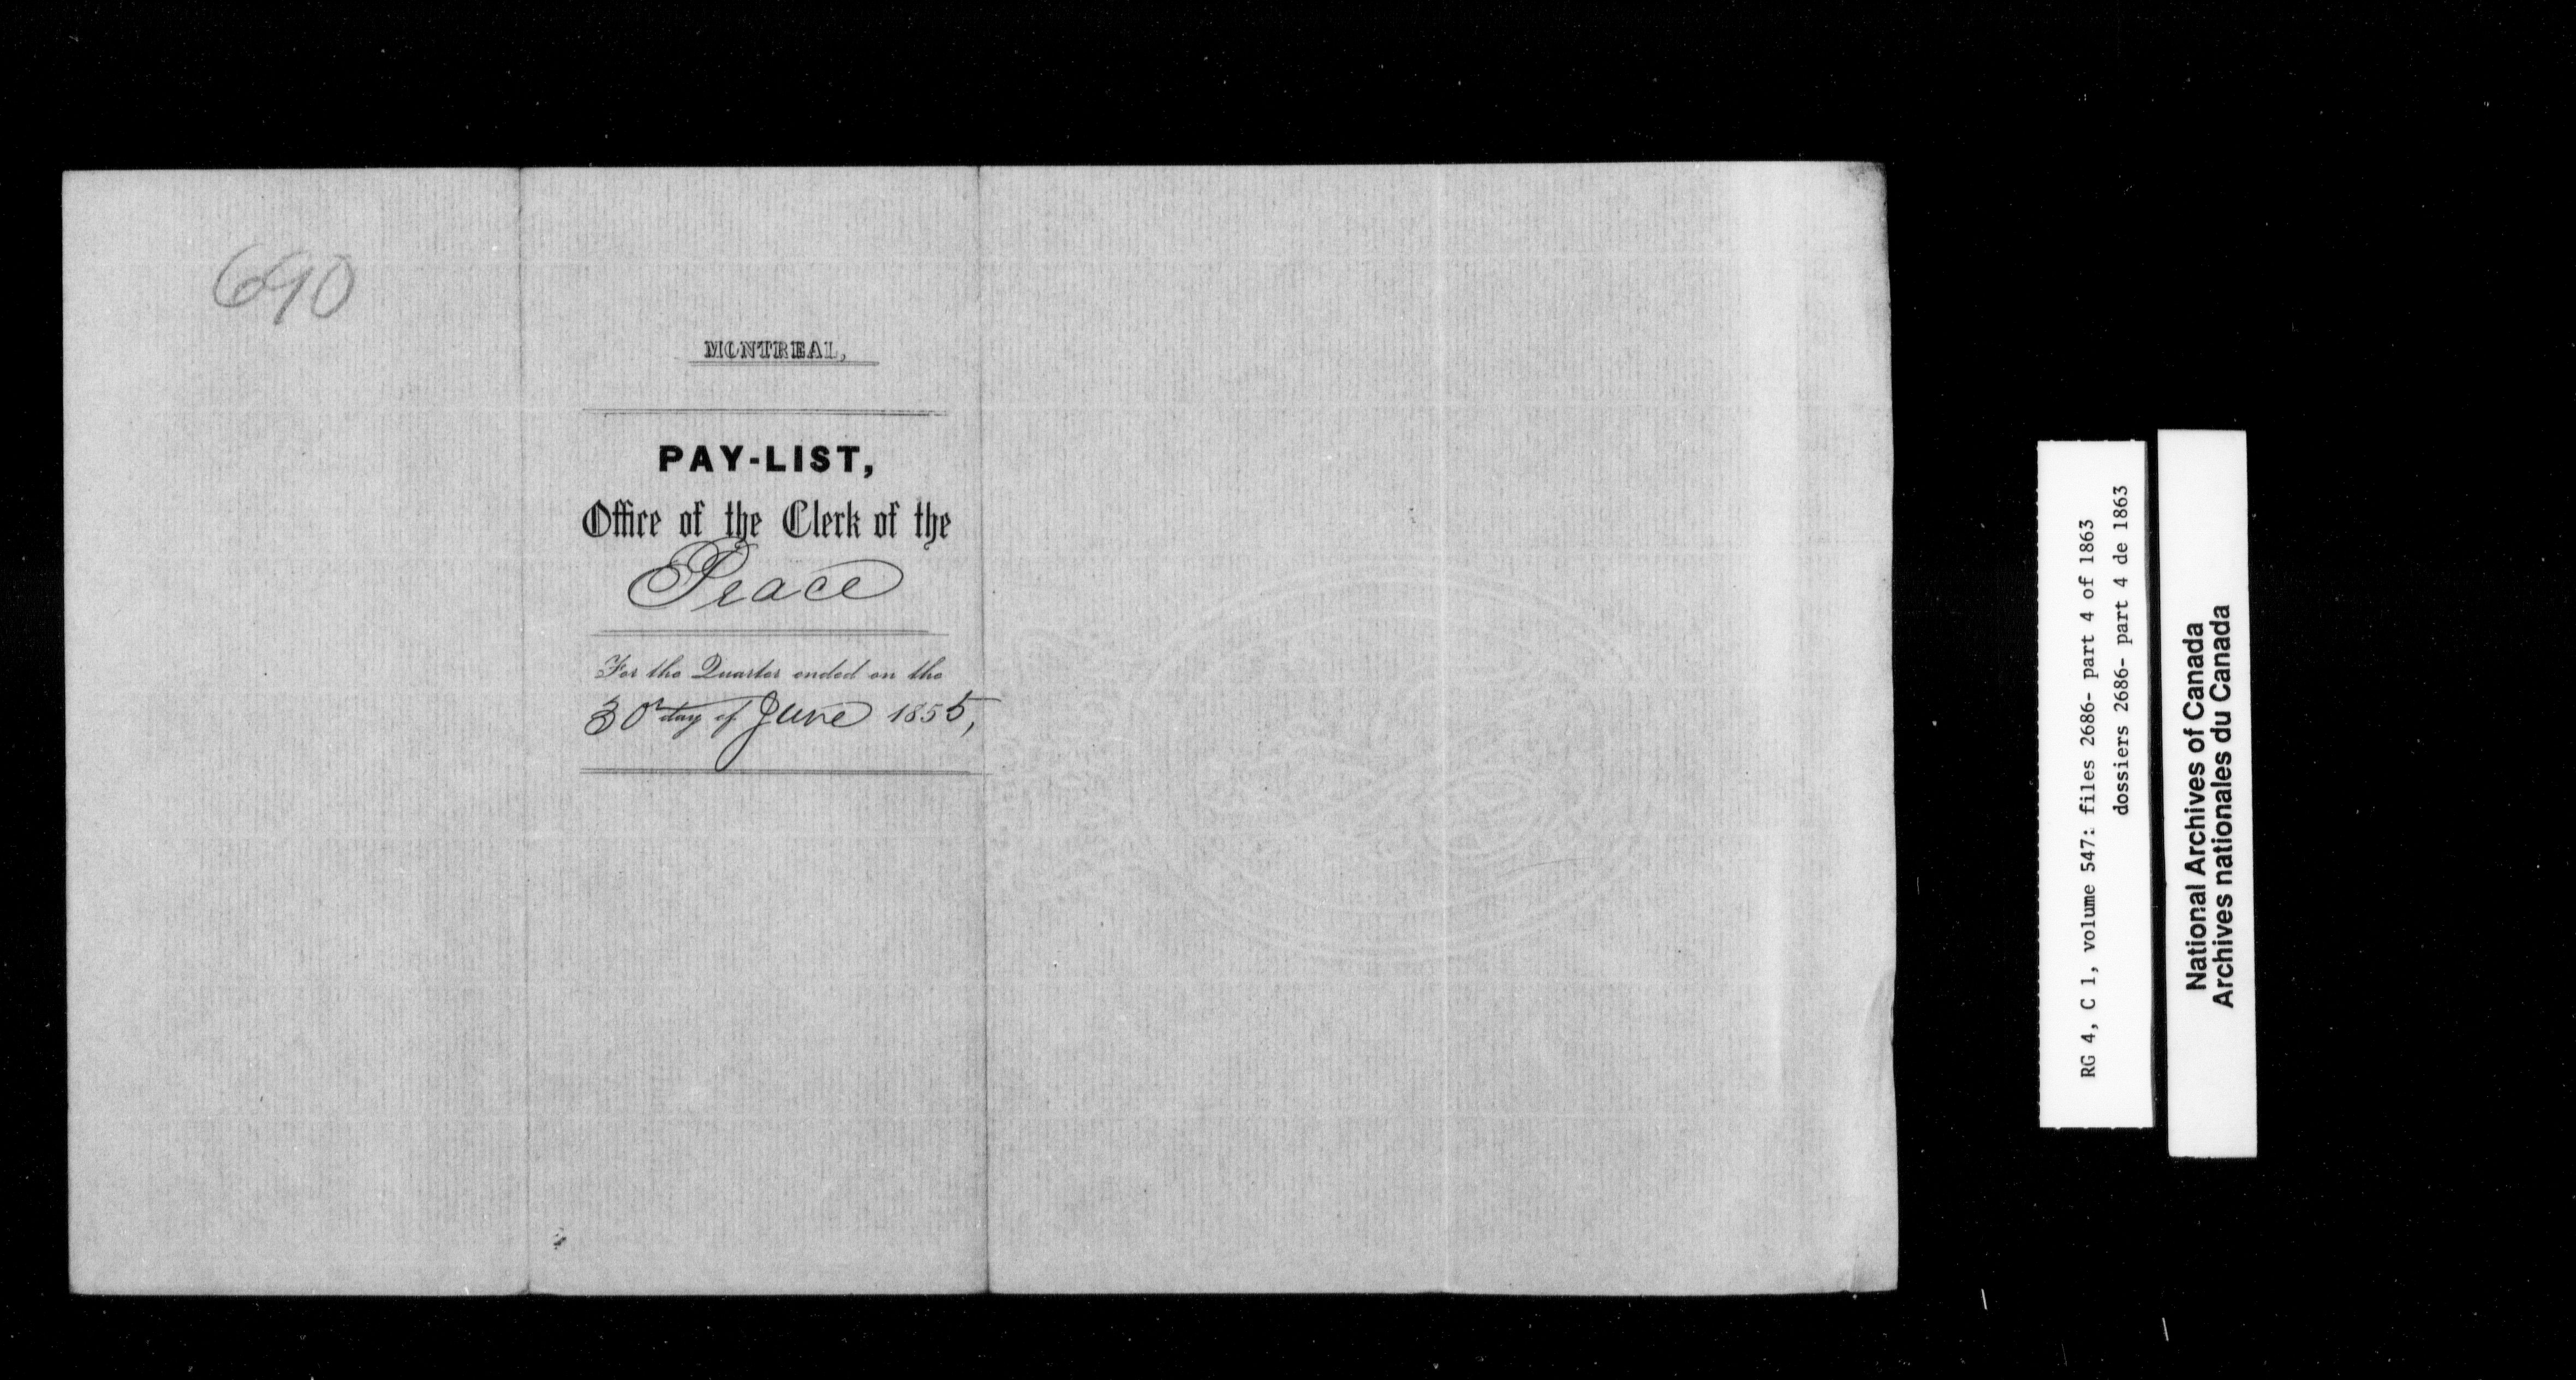 690
MONTREAL,
PAY-LIST,
Office of the Clerk of the
Peace
For the Quarter ended on the
30th day of June 1855,
RG 4, C 1, volume 547: files 2686- part 4 of 1863
dossiers 2686- part 4 de 1863
National Archives of Canada
Archives nationales du Canada